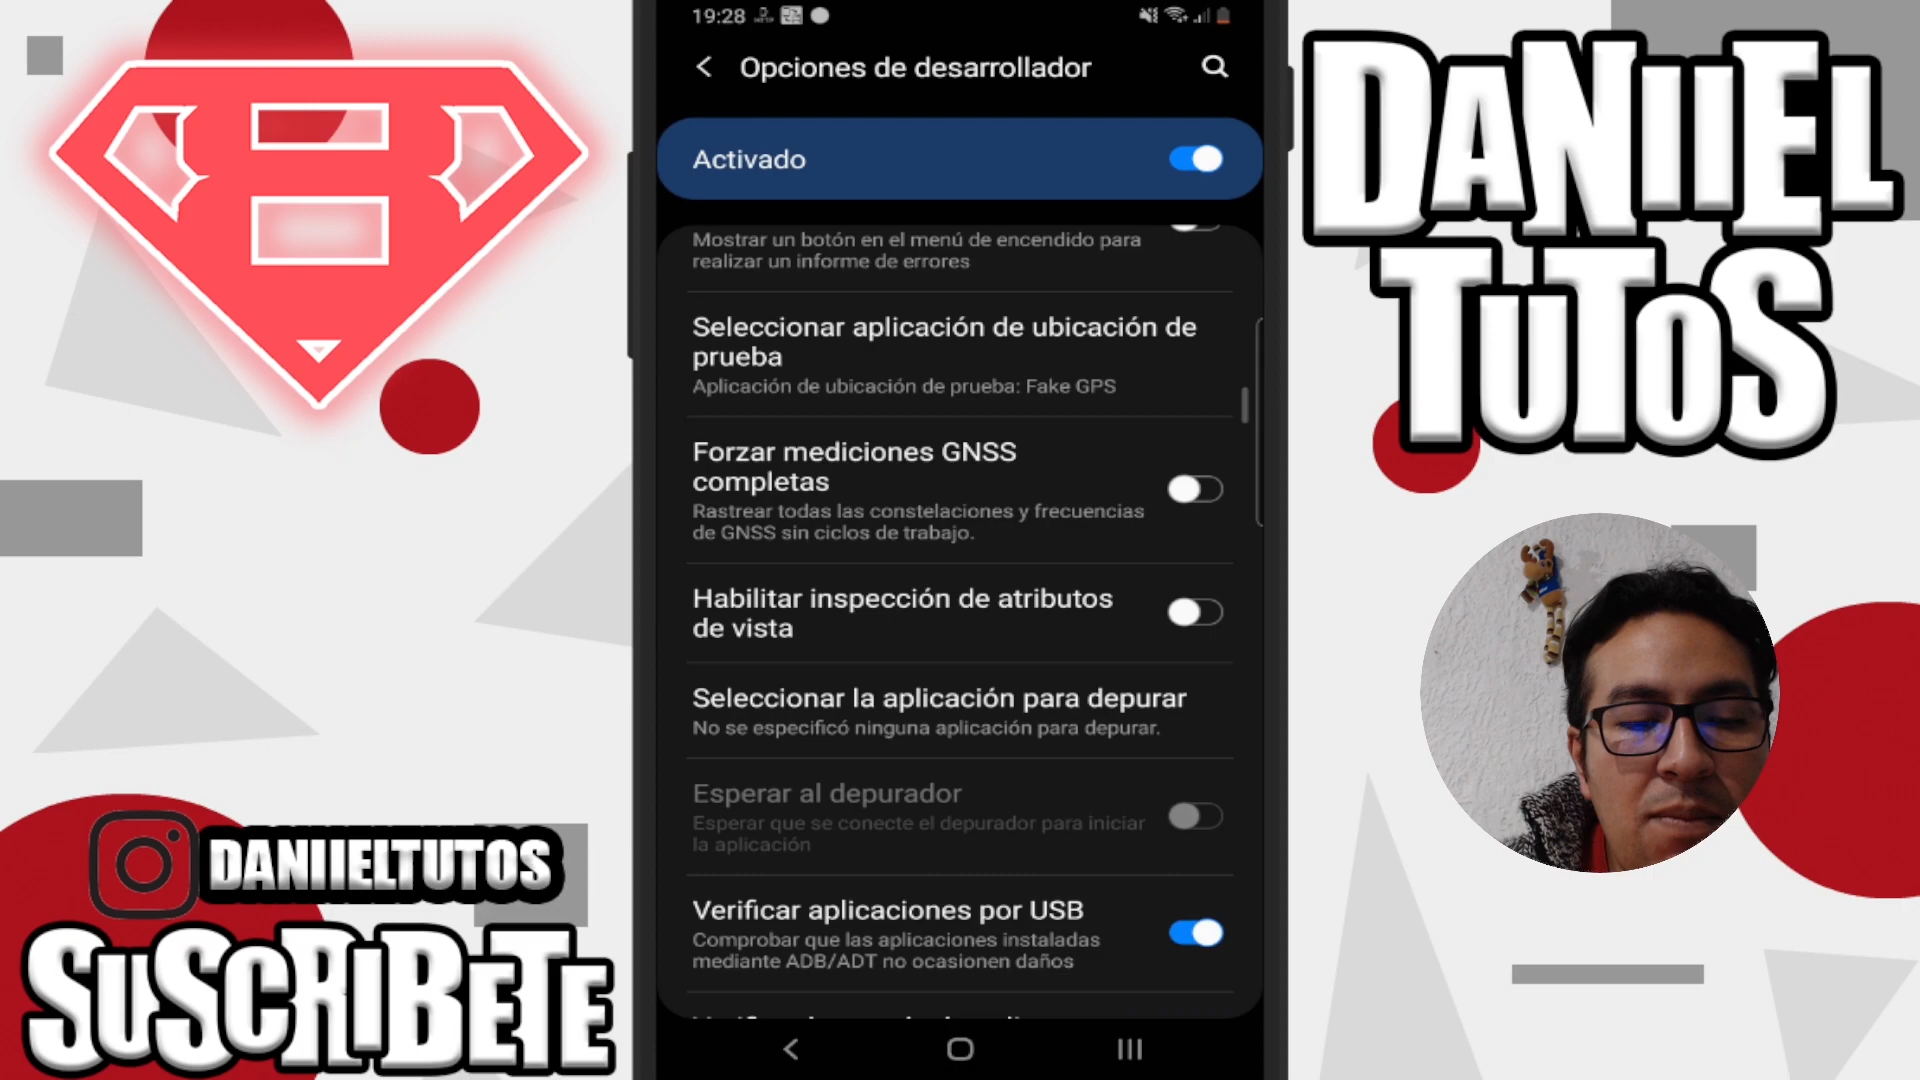 19:28
Opciones de desarrollador
Activado
Mostrar un botón en el menú de encendido para
realizar un informe de errores
Seleccionar aplicación de ubicación de
prueba
Aplicación de ubicación de prueba: Fake GPS
Forzar mediciones GNSS
completas
Rastrear todas las constelaciones y frecuencias
de GNSS sin ciclos de trabajo.
Habilitar inspección de atributos
de vista
Seleccionar la aplicación para depurar
No se especificó ninguna aplicación para depurar.
Esperar al depurador
Esperar que se conecte el depurador para iniciar
la aplicación
Verificar aplicaciones por USB
Comprobar que las aplicaciones instaladas
mediante ADB/ADT no ocasionen daños
DANIIEL
TUTOS
DANIIELTUTOS
SUSCRIBETE